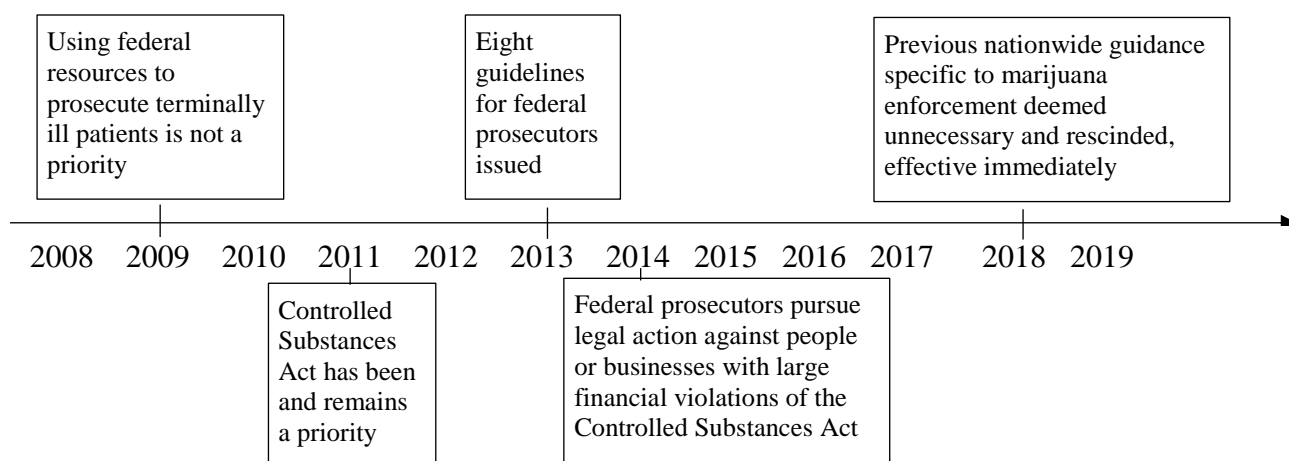 Using federal
resources to
prosecute terminally
ill patients is not a
priority
Eight
guidelines
for federal
prosecutors
issued
Previous nationwide guidance
specific to marijuana
enforcement deemed
unnecessary and rescinded,
effective immediately
2008 2009 2010 2011 2012 2013 2014 2015 2016 2017 2018 2019
Controlled
Substances
Act has been
and remains
a priority
Federal prosecutors pursue
legal action against people
or businesses with large
financial violations of the
Controlled Substances Act